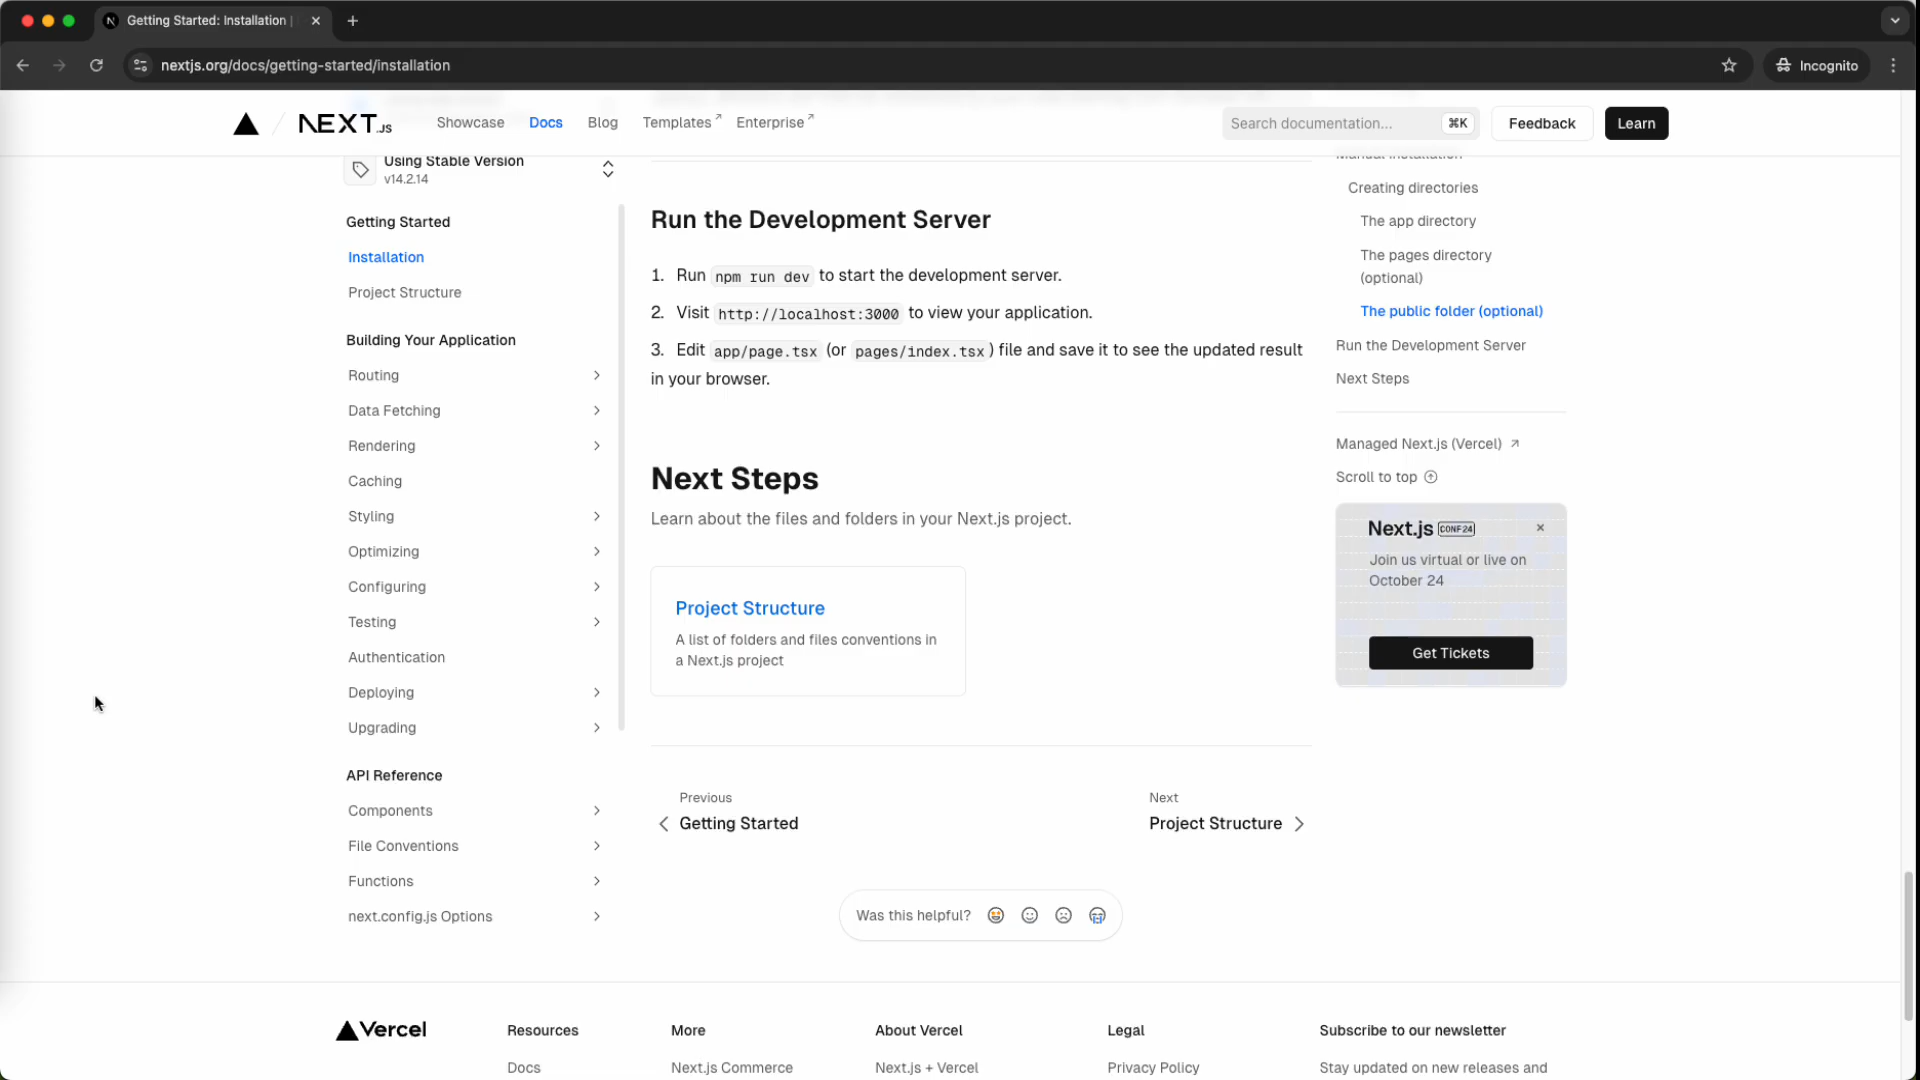 Getting Started: Installation |
nextjs.org/docs/getting-started/installation
Incognito
NEXT.JS
Showcase
Docs
Blog
Templates
Enterprise
Search documentation...
⌘K
Feedback
Learn
Using Stable Version
v14.2.14
Getting Started
Installation
Project Structure
Building Your Application
Routing
Data Fetching
Rendering
Caching
Styling
Optimizing
Configuring
Testing
Authentication
Deploying
Upgrading
API Reference
Components
File Conventions
Functions
next.config.js Options
Run the Development Server
1. Run npm run dev to start the development server.
2. Visit http://localhost:3000 to view your application.
3. Edit app/page.tsx (or pages/index.tsx) file and save it to see the updated result
in your browser.
Next Steps
Learn about the files and folders in your Next.js project.
Project Structure
A list of folders and files conventions in
a Next.js project
Previous
Getting Started
Next
Project Structure
Was this helpful?
Manual installation
Creating directories
The app directory
The pages directory
(optional)
The public folder (optional)
Run the Development Server
Next Steps
Managed Next.js (Vercel)
Scroll to top
Next.js CONF24
Join us virtual or live on
October 24
Get Tickets
Vercel
Resources
Docs
More
Next.js Commerce
About Vercel
Next.js + Vercel
Legal
Privacy Policy
Subscribe to our newsletter
Stay updated on new releases and